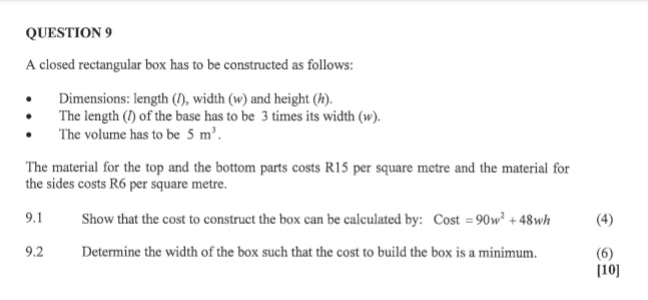 QUESTION 9
A closed rectangular box has to be constructed as follows:
• Dimensions: length (l), width (w) and height (h).
• The length (l) of the base has to be 3 times its width (w).
• The volume has to be 5 m³.
The material for the top and the bottom parts costs R15 per square metre and the material for
the sides costs R6 per square metre.
9.1 Show that the cost to construct the box can be calculated by: Cost = 90w² + 48wh (4)
9.2 Determine the width of the box such that the cost to build the box is a minimum. (6)
[10]